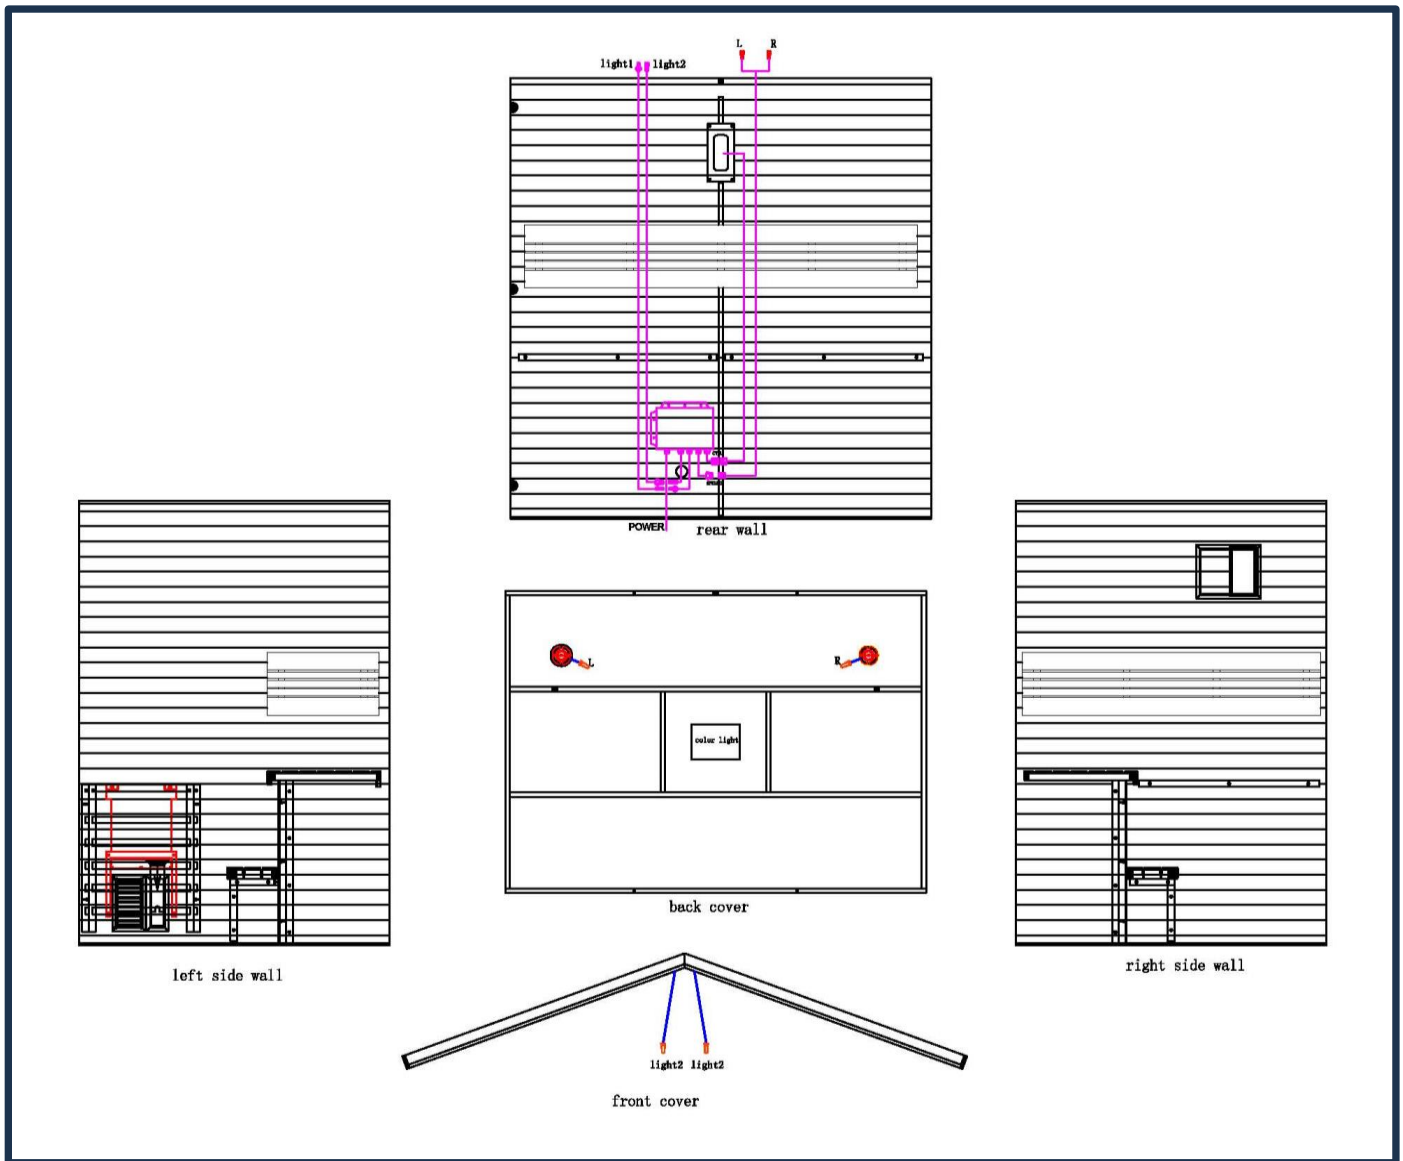 L R
light1 light2
POWER
rear wall
L R
color light
back cover
left side wall
right side wall
light2 light2
front cover